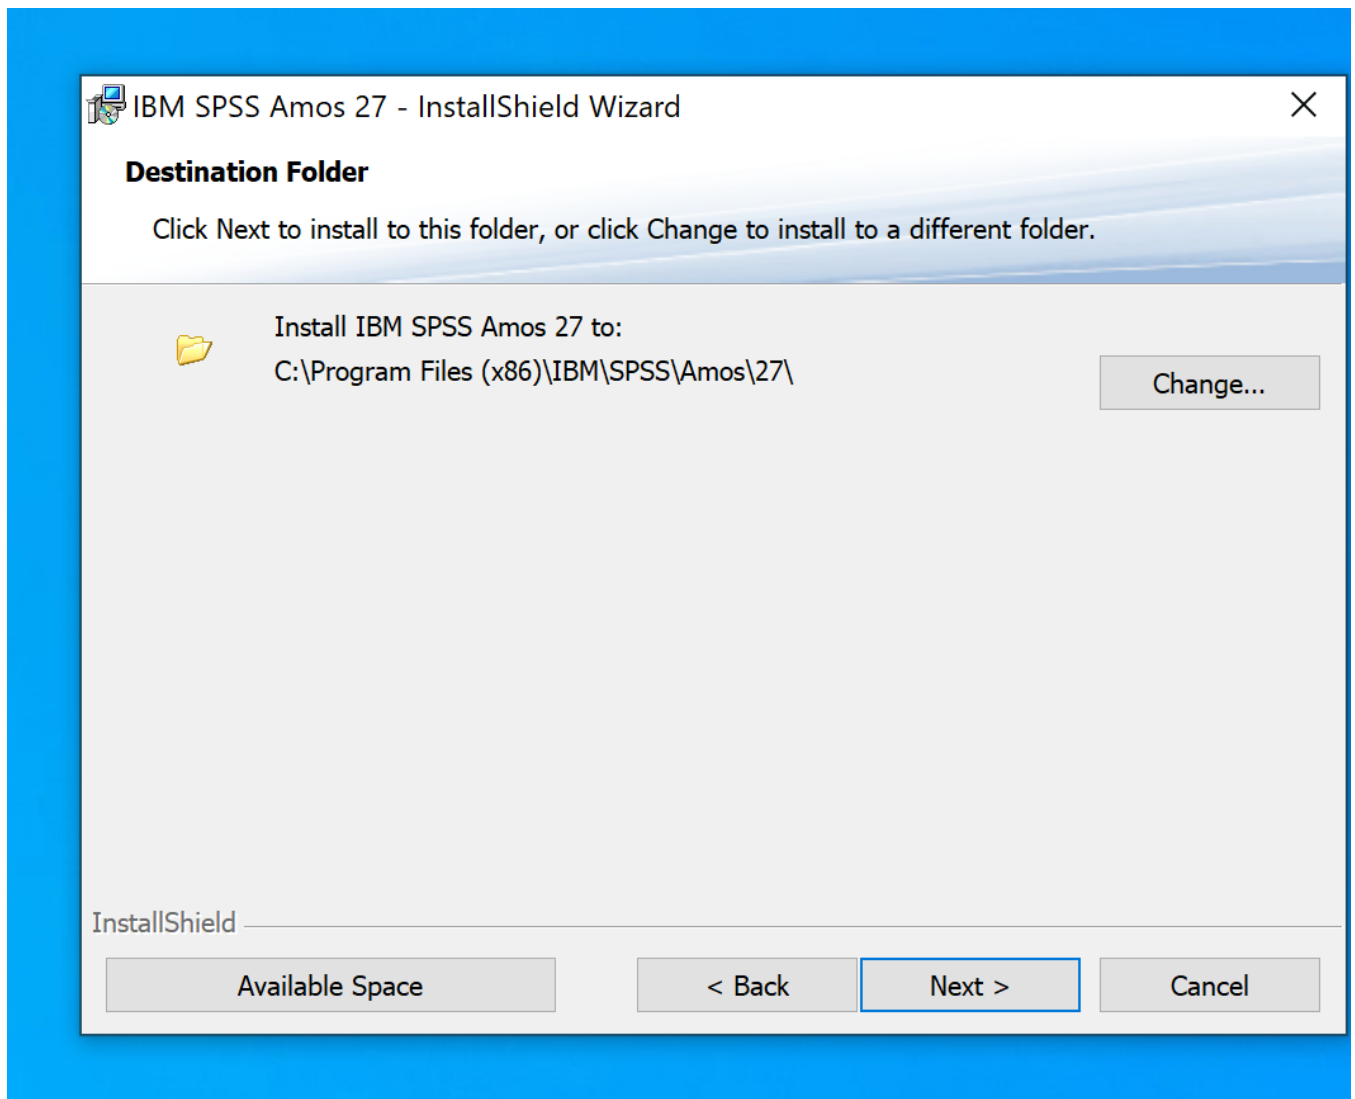 IBM SPSS Amos 27 - InstallShield Wizard
Destination Folder
Click Next to install to this folder, or click Change to install to a different folder.
Install IBM SPSS Amos 27 to:
C:\Program Files (x86)\IBM\SPSS\Amos\27\
Change...
InstallShield
Available Space
< Back
Next >
Cancel